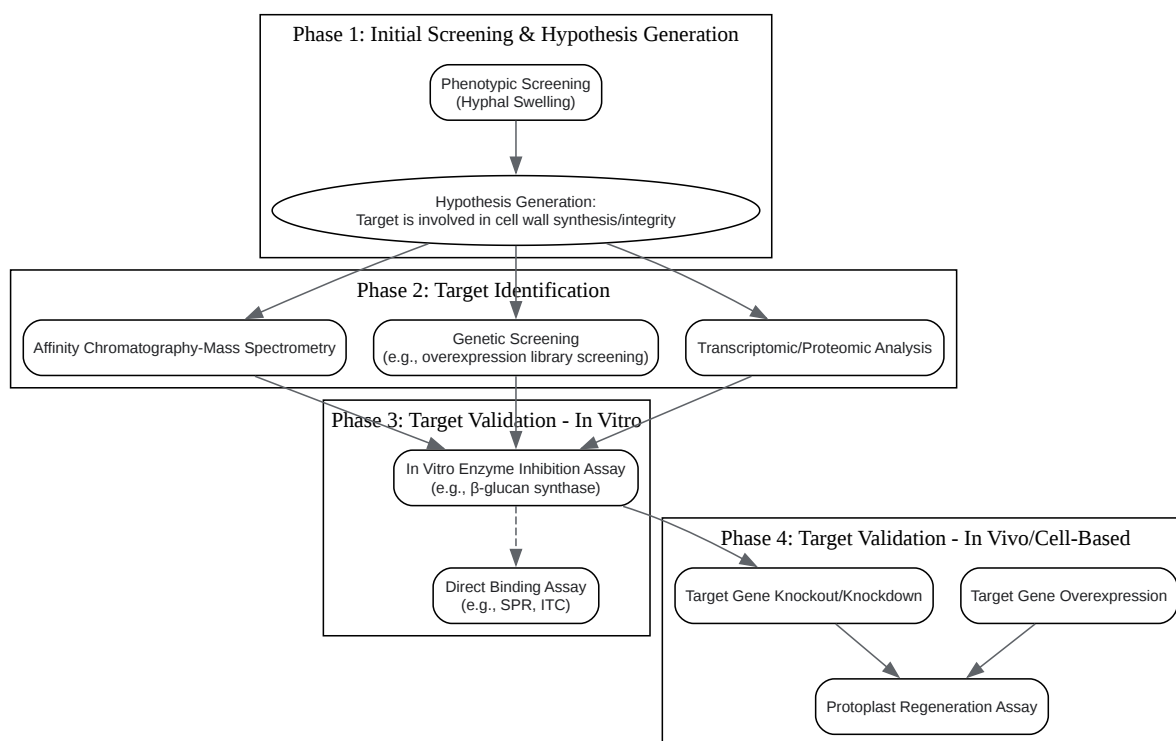 Phase 1: Initial Screening & Hypothesis Generation
Phenotypic Screening
(Hyphal Swelling)
Hypothesis Generation:
Target is involved in cell wall synthesis/integrity
Phase 2: Target Identification
Affinity Chromatography-Mass Spectrometry
Genetic Screening
(e.g., overexpression library screening)
Transcriptomic/Proteomic Analysis
Phase 3: Target Validation - In Vitro
In Vitro Enzyme Inhibition Assay
(e.g., β-glucan synthase)
Direct Binding Assay
(e.g., SPR, ITC)
Phase 4: Target Validation - In Vivo/Cell-Based
Target Gene Knockout/Knockdown
Target Gene Overexpression
Protoplast Regeneration Assay